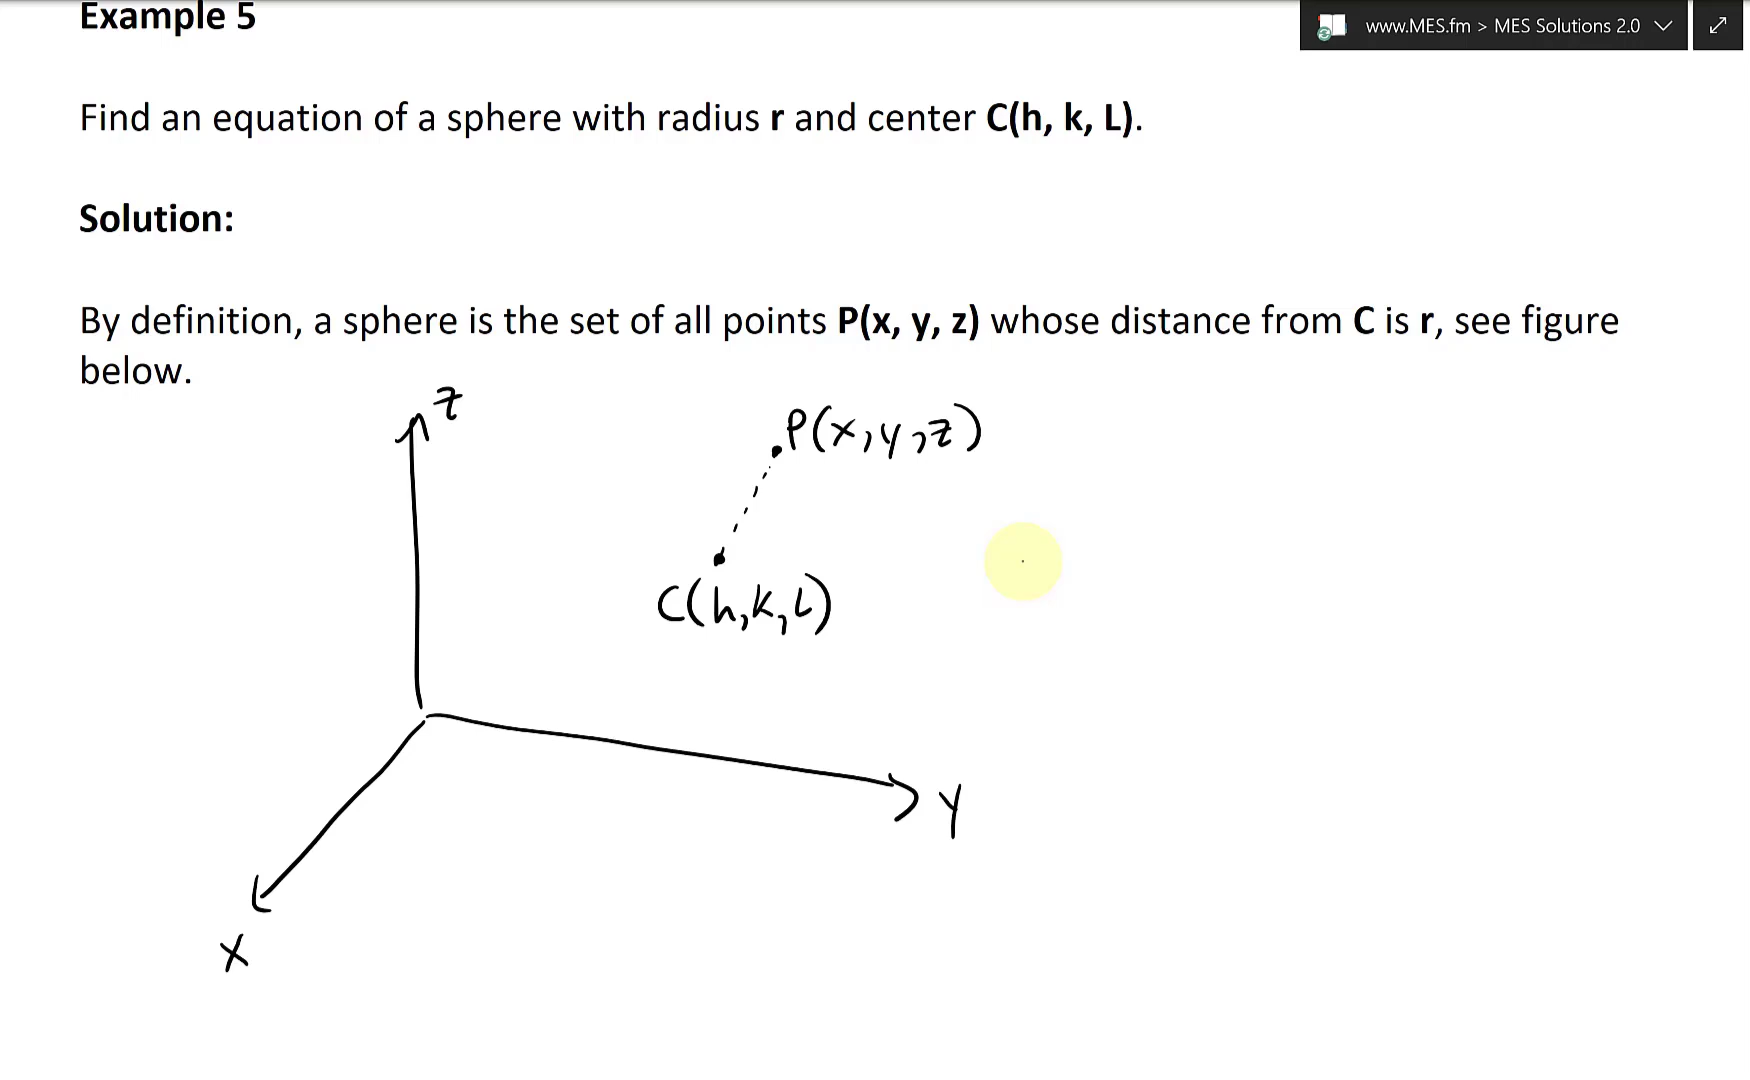 Example 5
www.MES.fm > MES Solutions 2.0
Find an equation of a sphere with radius r and center C(h, k, L).
Solution:
By definition, a sphere is the set of all points P(x, y, z) whose distance from C is r, see figure
below.
z
P(x,y,z)
C(h,k,L)
y
x